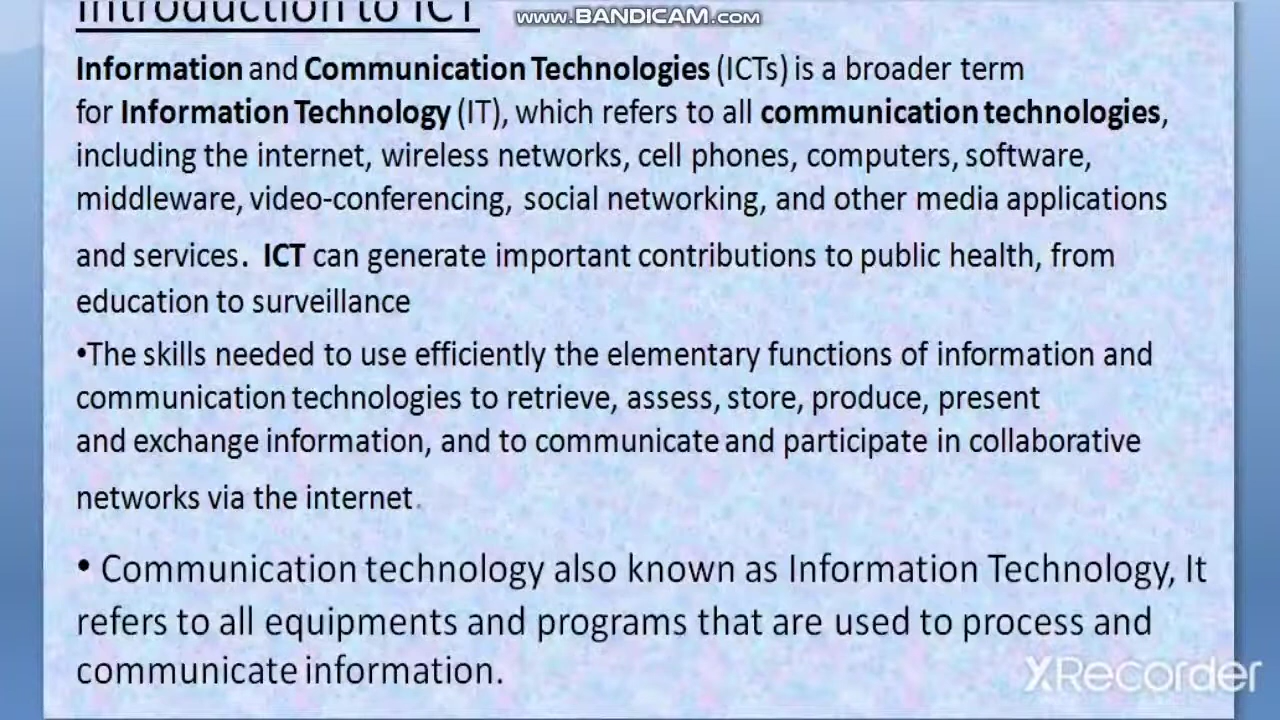 Introduction to ICT
www.BANDICAM.com
Information and Communication Technologies (ICTs) is a broader term
for Information Technology (IT), which refers to all communication technologies,
including the internet, wireless networks, cell phones, computers, software,
middleware, video-conferencing, social networking, and other media applications
and services. ICT can generate important contributions to public health, from
education to surveillance
•The skills needed to use efficiently the elementary functions of information and
communication technologies to retrieve, assess, store, produce, present
and exchange information, and to communicate and participate in collaborative
networks via the internet.
• Communication technology also known as Information Technology, It
refers to all equipments and programs that are used to process and
communicate information.
XRecorder